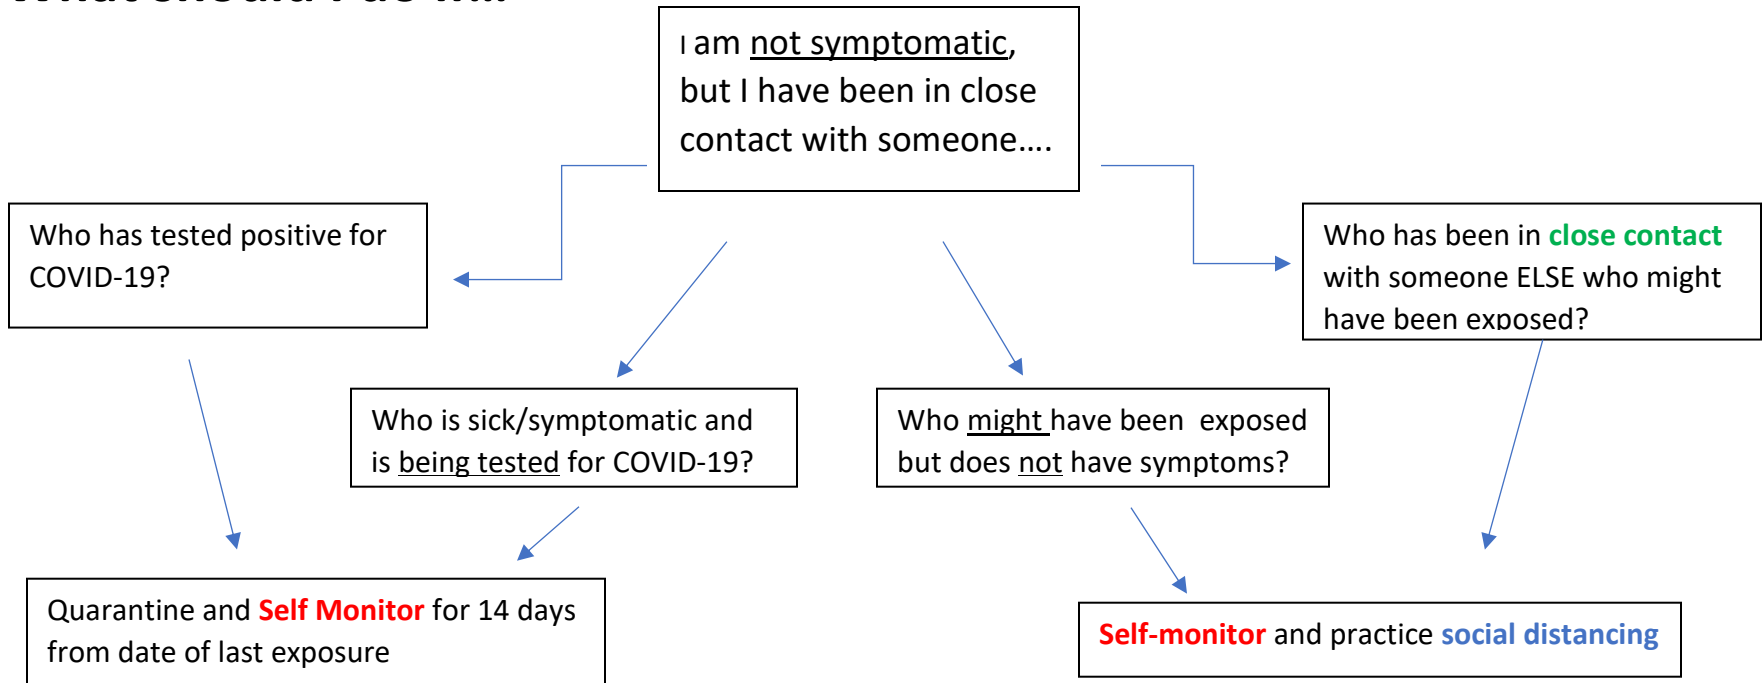 I am not symptomatic,
but I have been in close
contact with someone....
Who has tested positive for
COVID-19?
Who has been in close contact
with someone ELSE who might
have been exposed?
Who is sick/symptomatic and
is being tested for COVID-19?
Who might have been exposed
but does not have symptoms?
Quarantine and Self Monitor for 14 days
from date of last exposure
Self-monitor and practice social distancing